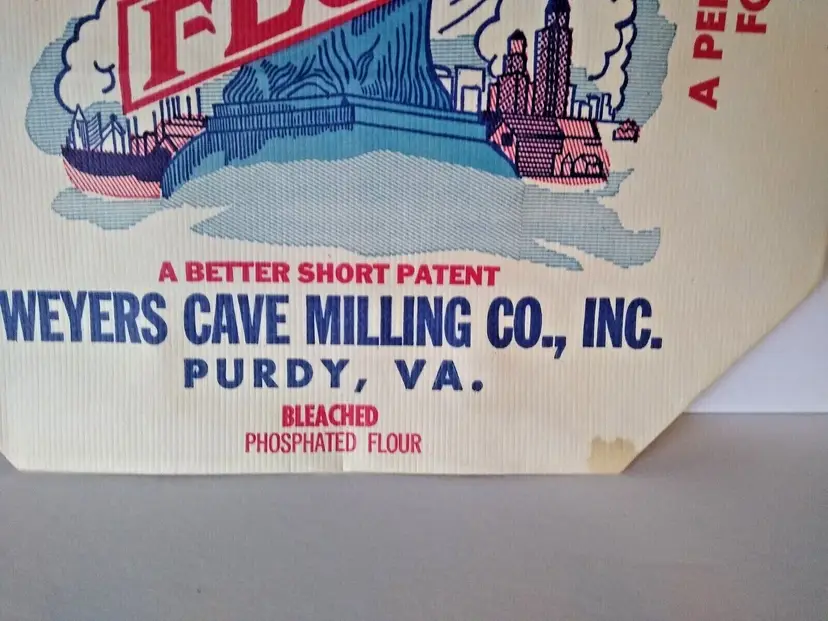 A BETTER SHORT PATENT
WEYERS CAVE MILLING CO., INC.
PURDY, VA.
BLEACHED
PHOSPHATED FLOUR
A